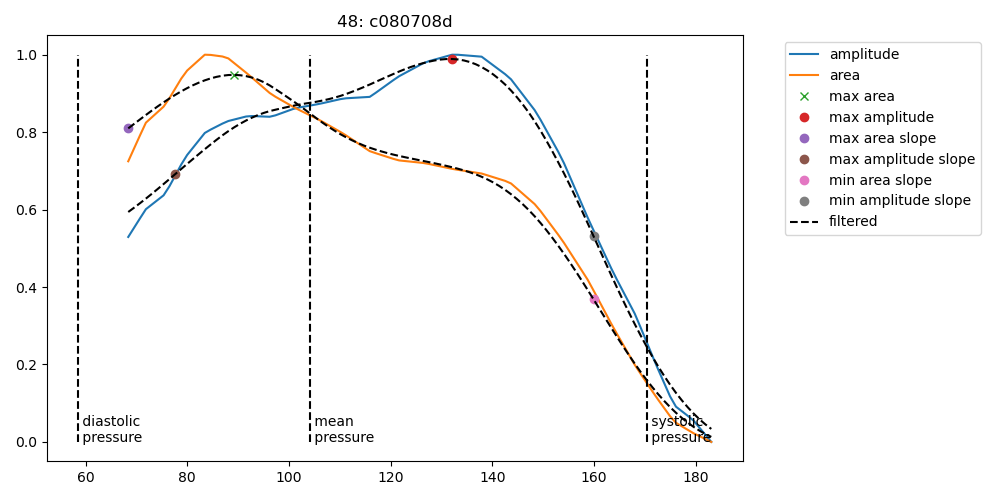 48: c080708d
1.0
0.8
0.6
0.4
0.2
0.0
diastolic
pressure
mean
pressure
systolic
pressure
60
80
100
120
140
160
180
amplitude
area
max area
max amplitude
max area slope
max amplitude slope
min area slope
min amplitude slope
filtered